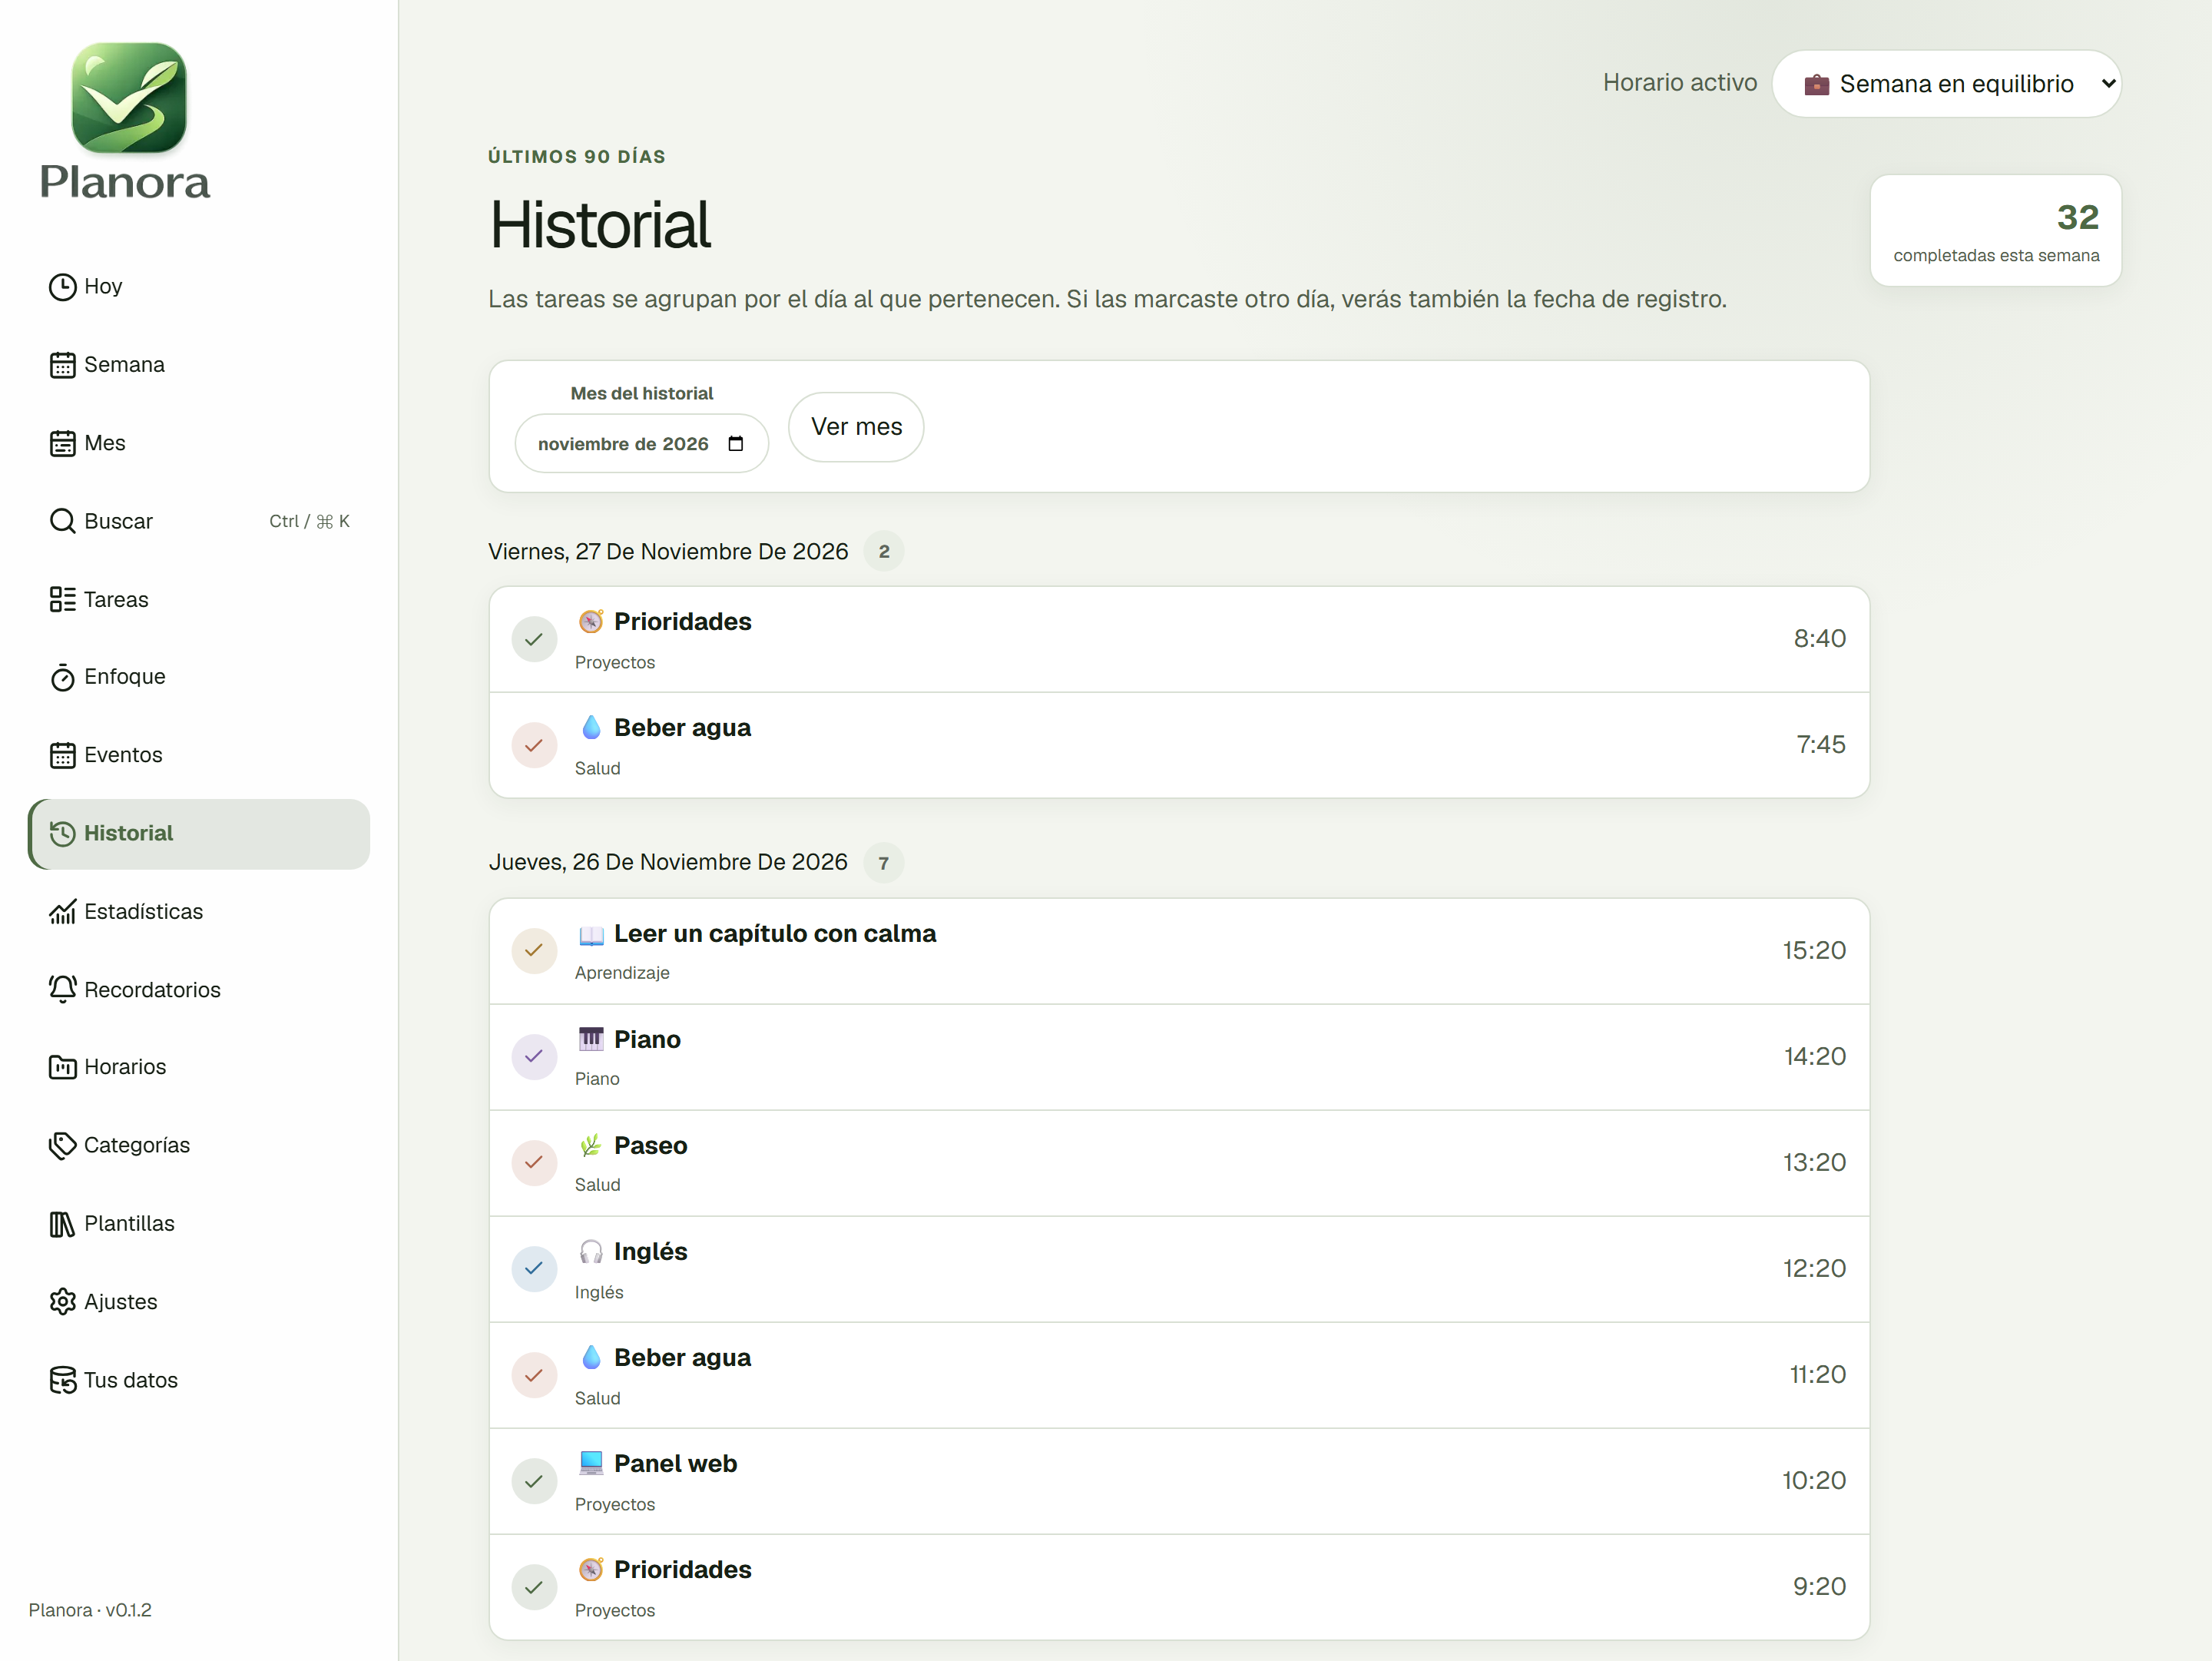 Planora
Hoy
Semana
Mes
Buscar Ctrl / ⌘ K
Tareas
Enfoque
Eventos
Historial
Estadísticas
Recordatorios
Horarios
Categorías
Plantillas
Ajustes
Tus datos
Planora · v0.1.2
Horario activo
Semana en equilibrio
ÚLTIMOS 90 DÍAS
Historial
Las tareas se agrupan por el día al que pertenecen. Si las marcaste otro día, verás también la fecha de registro.
32
completadas esta semana
Mes del historial
noviembre de 2026
Ver mes
Viernes, 27 De Noviembre De 2026 2
Prioridades
Proyectos
8:40
Beber agua
Salud
7:45
Jueves, 26 De Noviembre De 2026 7
Leer un capítulo con calma
Aprendizaje
15:20
Piano
Piano
14:20
Paseo
Salud
13:20
Inglés
Inglés
12:20
Beber agua
Salud
11:20
Panel web
Proyectos
10:20
Prioridades
Proyectos
9:20